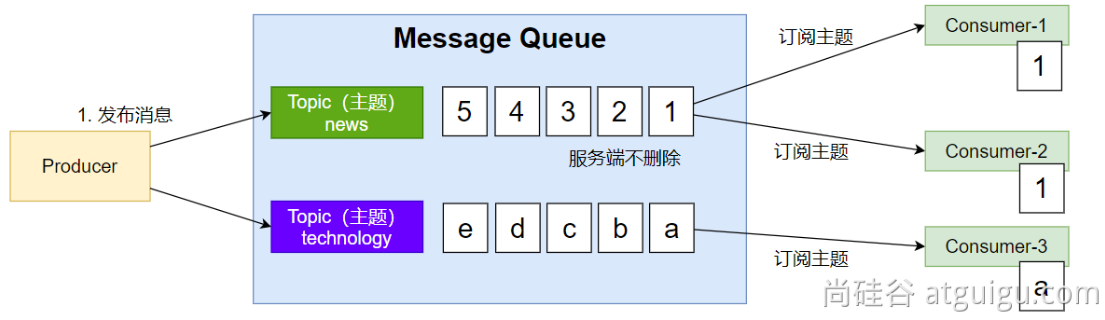 Message Queue
订阅主题
Consumer-1
1
1. 发布消息
Topic（主题）
news
5 4 3 2 1
服务端不删除
Producer
订阅主题
Consumer-2
1
Topic（主题）
technology
e d c b a
订阅主题
Consumer-3
a
尚硅谷 atguigu.com